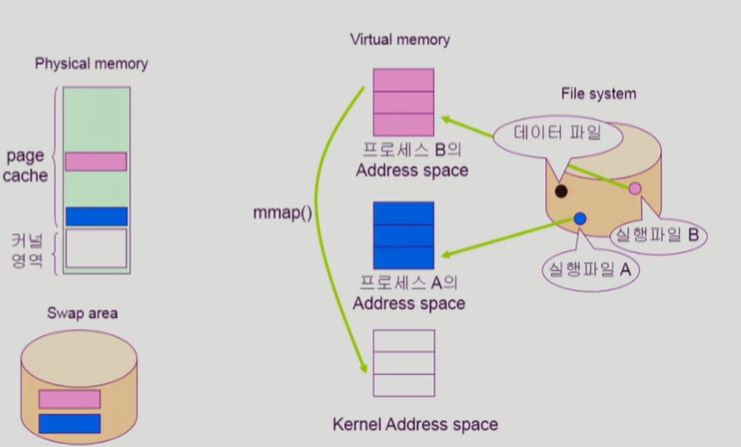 Physical memory
page
cache
커널
영역
Swap area
Virtual memory
프로세스 B의
Address space
mmap()
프로세스 A의
Address space
Kernel Address space
File system
데이터 파일
실행파일 B
실행파일 A